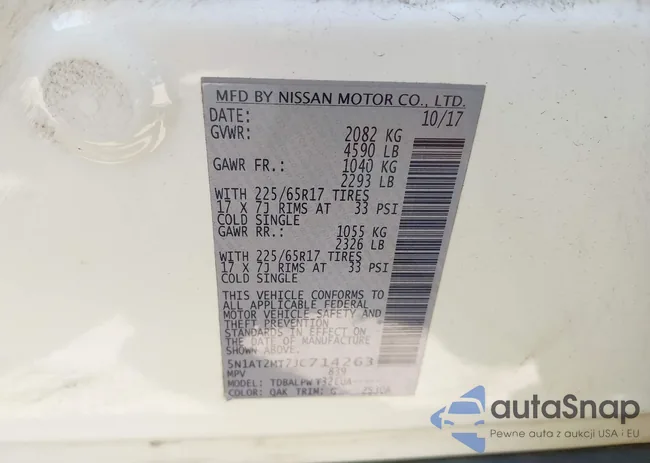 MFD BY NISSAN MOTOR CO., LTD.
DATE: 10/17
GVWR: 2082 KG
4590 LB
GAWR FR.: 1040 KG
2293 LB
WITH 225/65R17 TIRES
17 X 7J RIMS AT 33 PSI
COLD SINGLE
GAWR RR.: 1055 KG
2326 LB
WITH 225/65R17 TIRES
17 X 7J RIMS AT 33 PSI
COLD SINGLE
THIS VEHICLE CONFORMS TO
ALL APPLICABLE FEDERAL
MOTOR VEHICLE SAFETY AND
THEFT PREVENTION
STANDARDS IN EFFECT ON
THE DATE OF MANUFACTURE
SHOWN ABOVE.
5N1AT2MT7JC714263
MPV
MODEL:
COLOR: QAK TRIM: G
autaSnap
Pewne auta z aukcji USA i EU